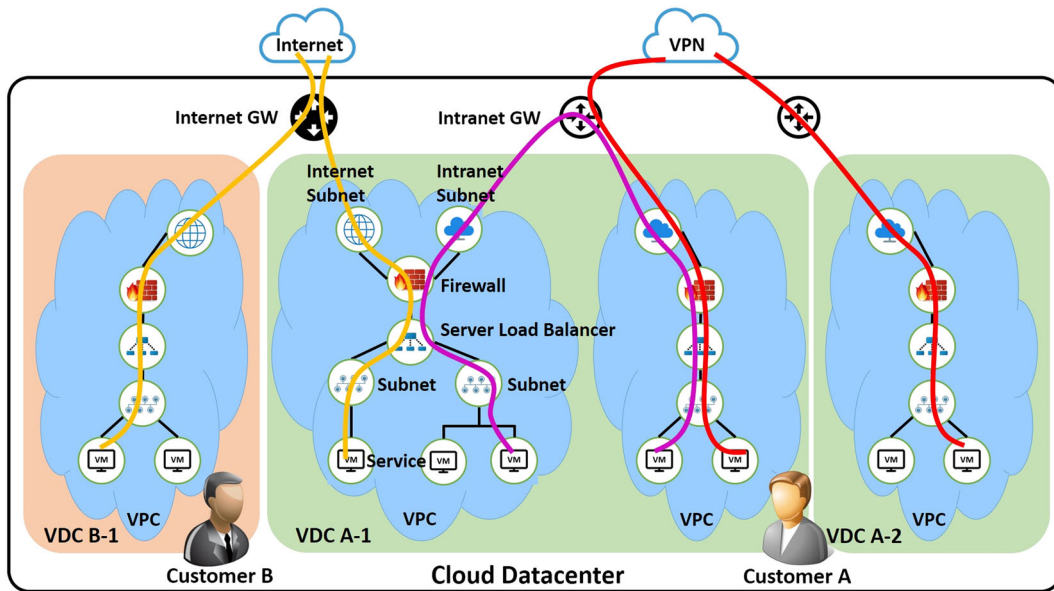 Internet
VPN
Internet GW
Intranet GW
Internet
Subnet
Intranet
Subnet
Firewall
Server Load Balancer
Subnet
Subnet
VM
VM
VM
Service
VM
VM
VM
VM
VM
VM
VPC
VPC
VPC
VPC
VDC B-1
VDC A-1
VDC A-2
Customer B
Cloud Datacenter
Customer A